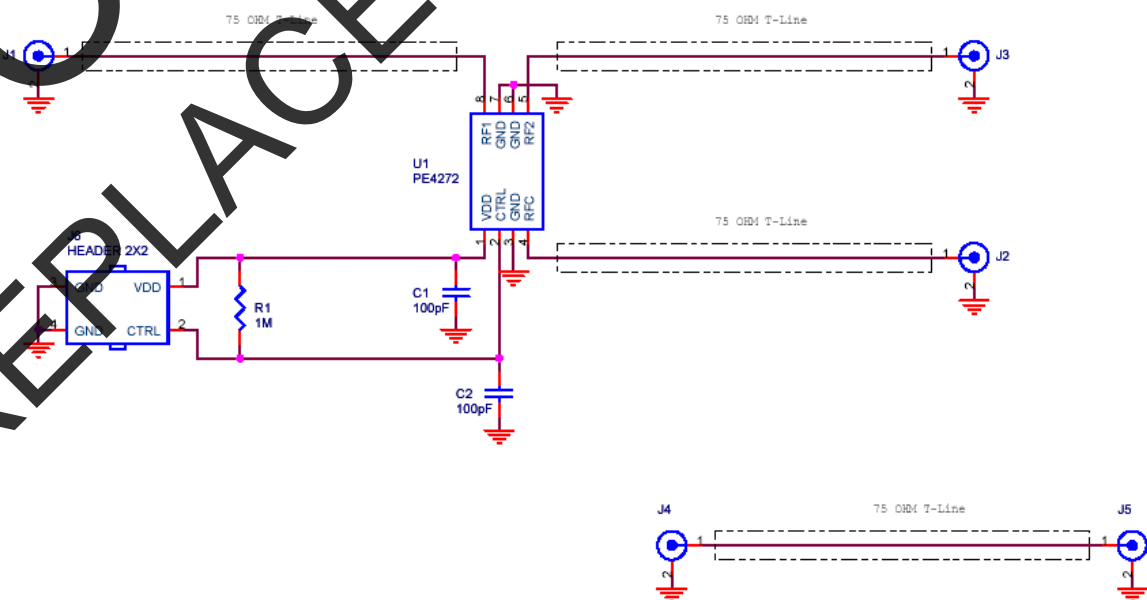 75 OHM T-Line
75 OHM T-Line
J1
1
2
1
J3
2
8
7
6
5
RF1
GND
GND
RF2
U1
PE4272
VDD
CTRL
GND
RFC
1
2
3
4
75 OHM T-Line
1
J2
2
HEADER 2X2
GND
VDD
1
GND
CTRL
2
R1
1M
C1
100pF
C2
100pF
J4
75 OHM T-Line
J5
1
1
2
2
REPLACE